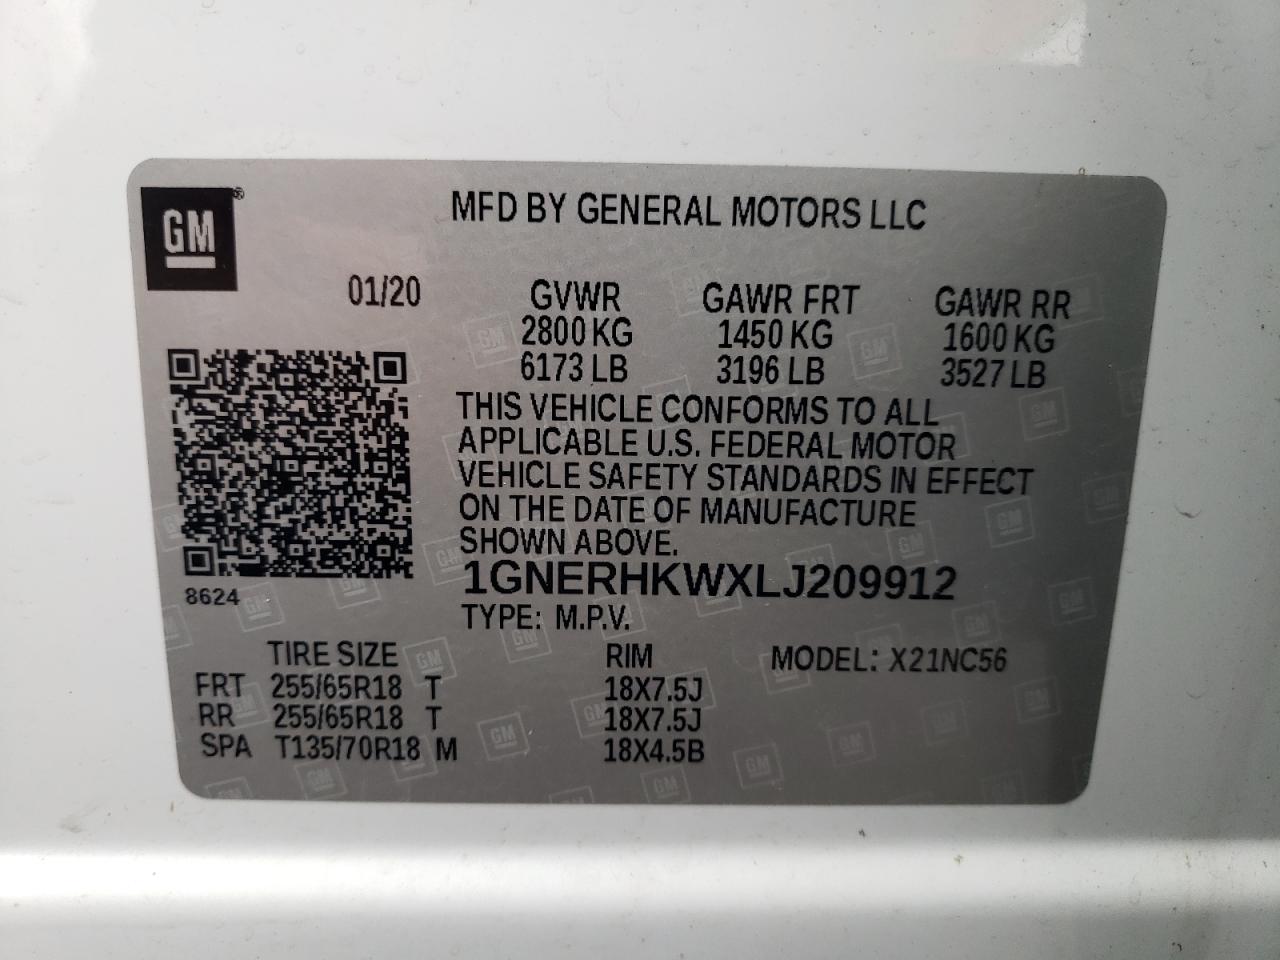 GM®
MFD BY GENERAL MOTORS LLC
01/20
GVWR GAWR FRT GAWR RR
2800 KG 1450 KG 1600 KG
6173 LB 3196 LB 3527 LB
THIS VEHICLE CONFORMS TO ALL
APPLICABLE U.S. FEDERAL MOTOR
VEHICLE SAFETY STANDARDS IN EFFECT
ON THE DATE OF MANUFACTURE
SHOWN ABOVE.
8624
1GNERHKWXLJ209912
TYPE: M.P.V.
TIRE SIZE RIM MODEL: X21NC56
FRT 255/65R18 T 18X7.5J
RR 255/65R18 T 18X7.5J
SPA T135/70R18 M 18X4.5B